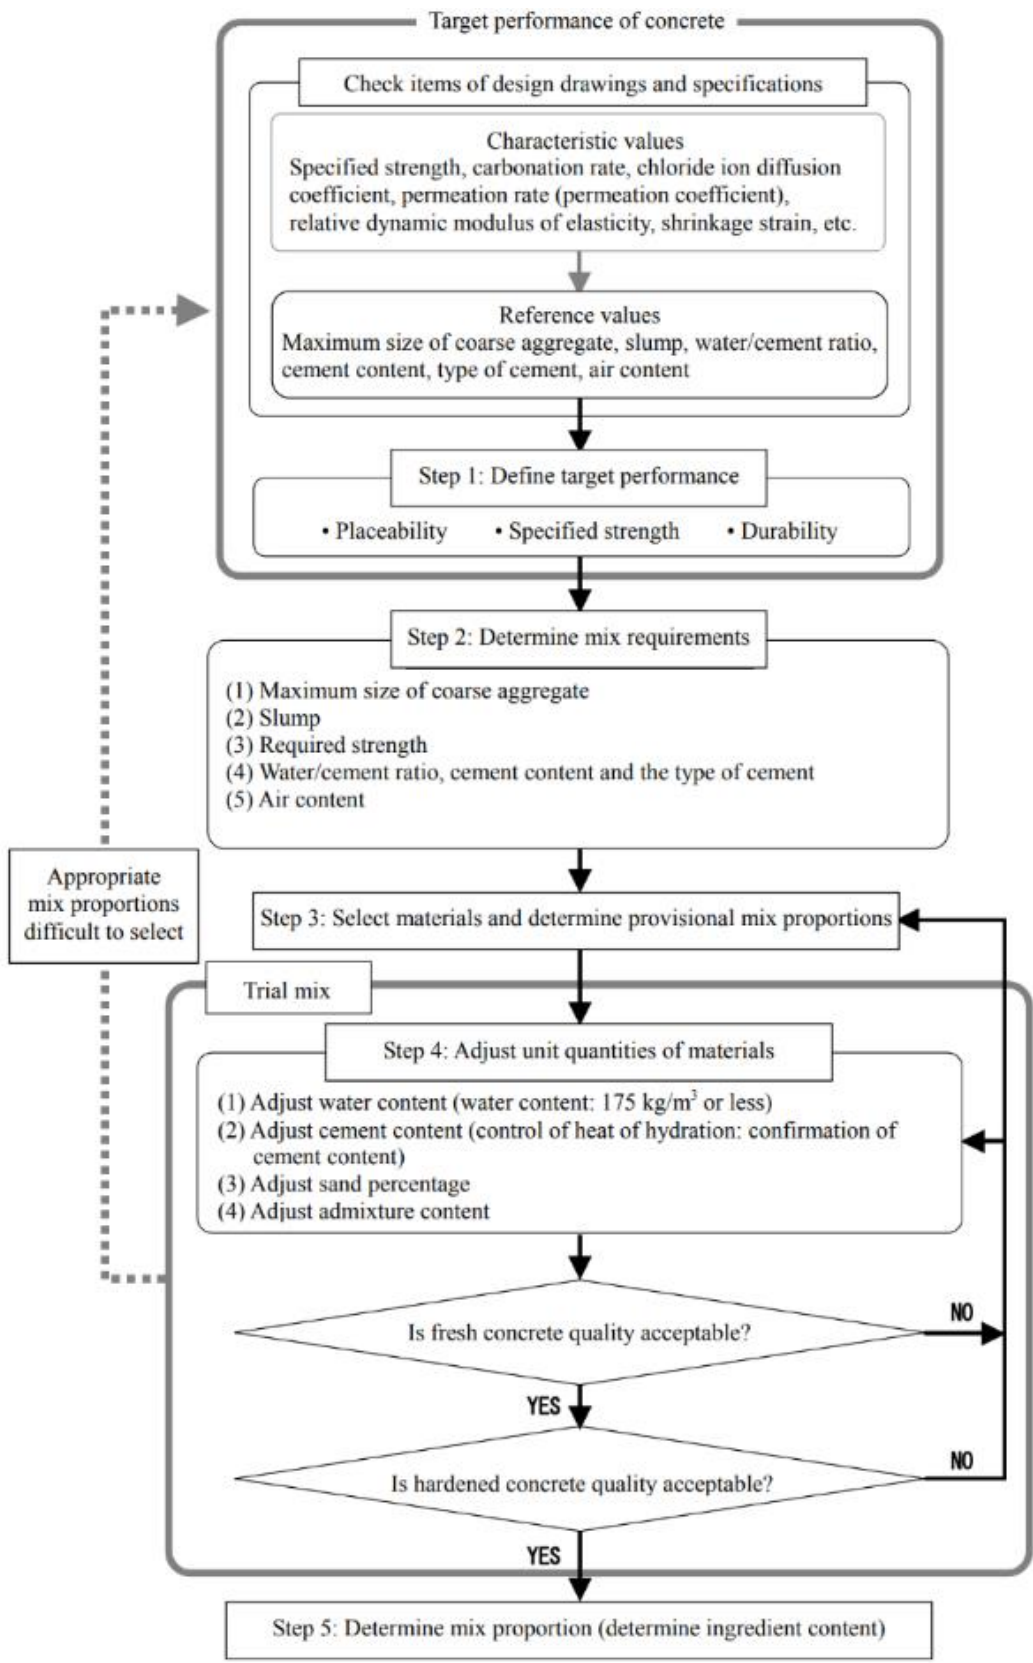 Target performance of concrete
Check items of design drawings and specifications
Characteristic values
Specified strength, carbonation rate, chloride ion diffusion
coefficient, permeation rate (permeation coefficient),
relative dynamic modulus of elasticity, shrinkage strain, etc.
Reference values
Maximum size of coarse aggregate, slump, water/cement ratio,
cement content, type of cement, air content
Step 1: Define target performance
• Placeability • Specified strength • Durability
Step 2: Determine mix requirements
(1) Maximum size of coarse aggregate
(2) Slump
(3) Required strength
(4) Water/cement ratio, cement content and the type of cement
(5) Air content
Appropriate
mix proportions
difficult to select
Step 3: Select materials and determine provisional mix proportions
Trial mix
Step 4: Adjust unit quantities of materials
(1) Adjust water content (water content: 175 kg/m³ or less)
(2) Adjust cement content (control of heat of hydration: confirmation of
cement content)
(3) Adjust sand percentage
(4) Adjust admixture content
Is fresh concrete quality acceptable?
NO
YES
Is hardened concrete quality acceptable?
NO
YES
Step 5: Determine mix proportion (determine ingredient content)